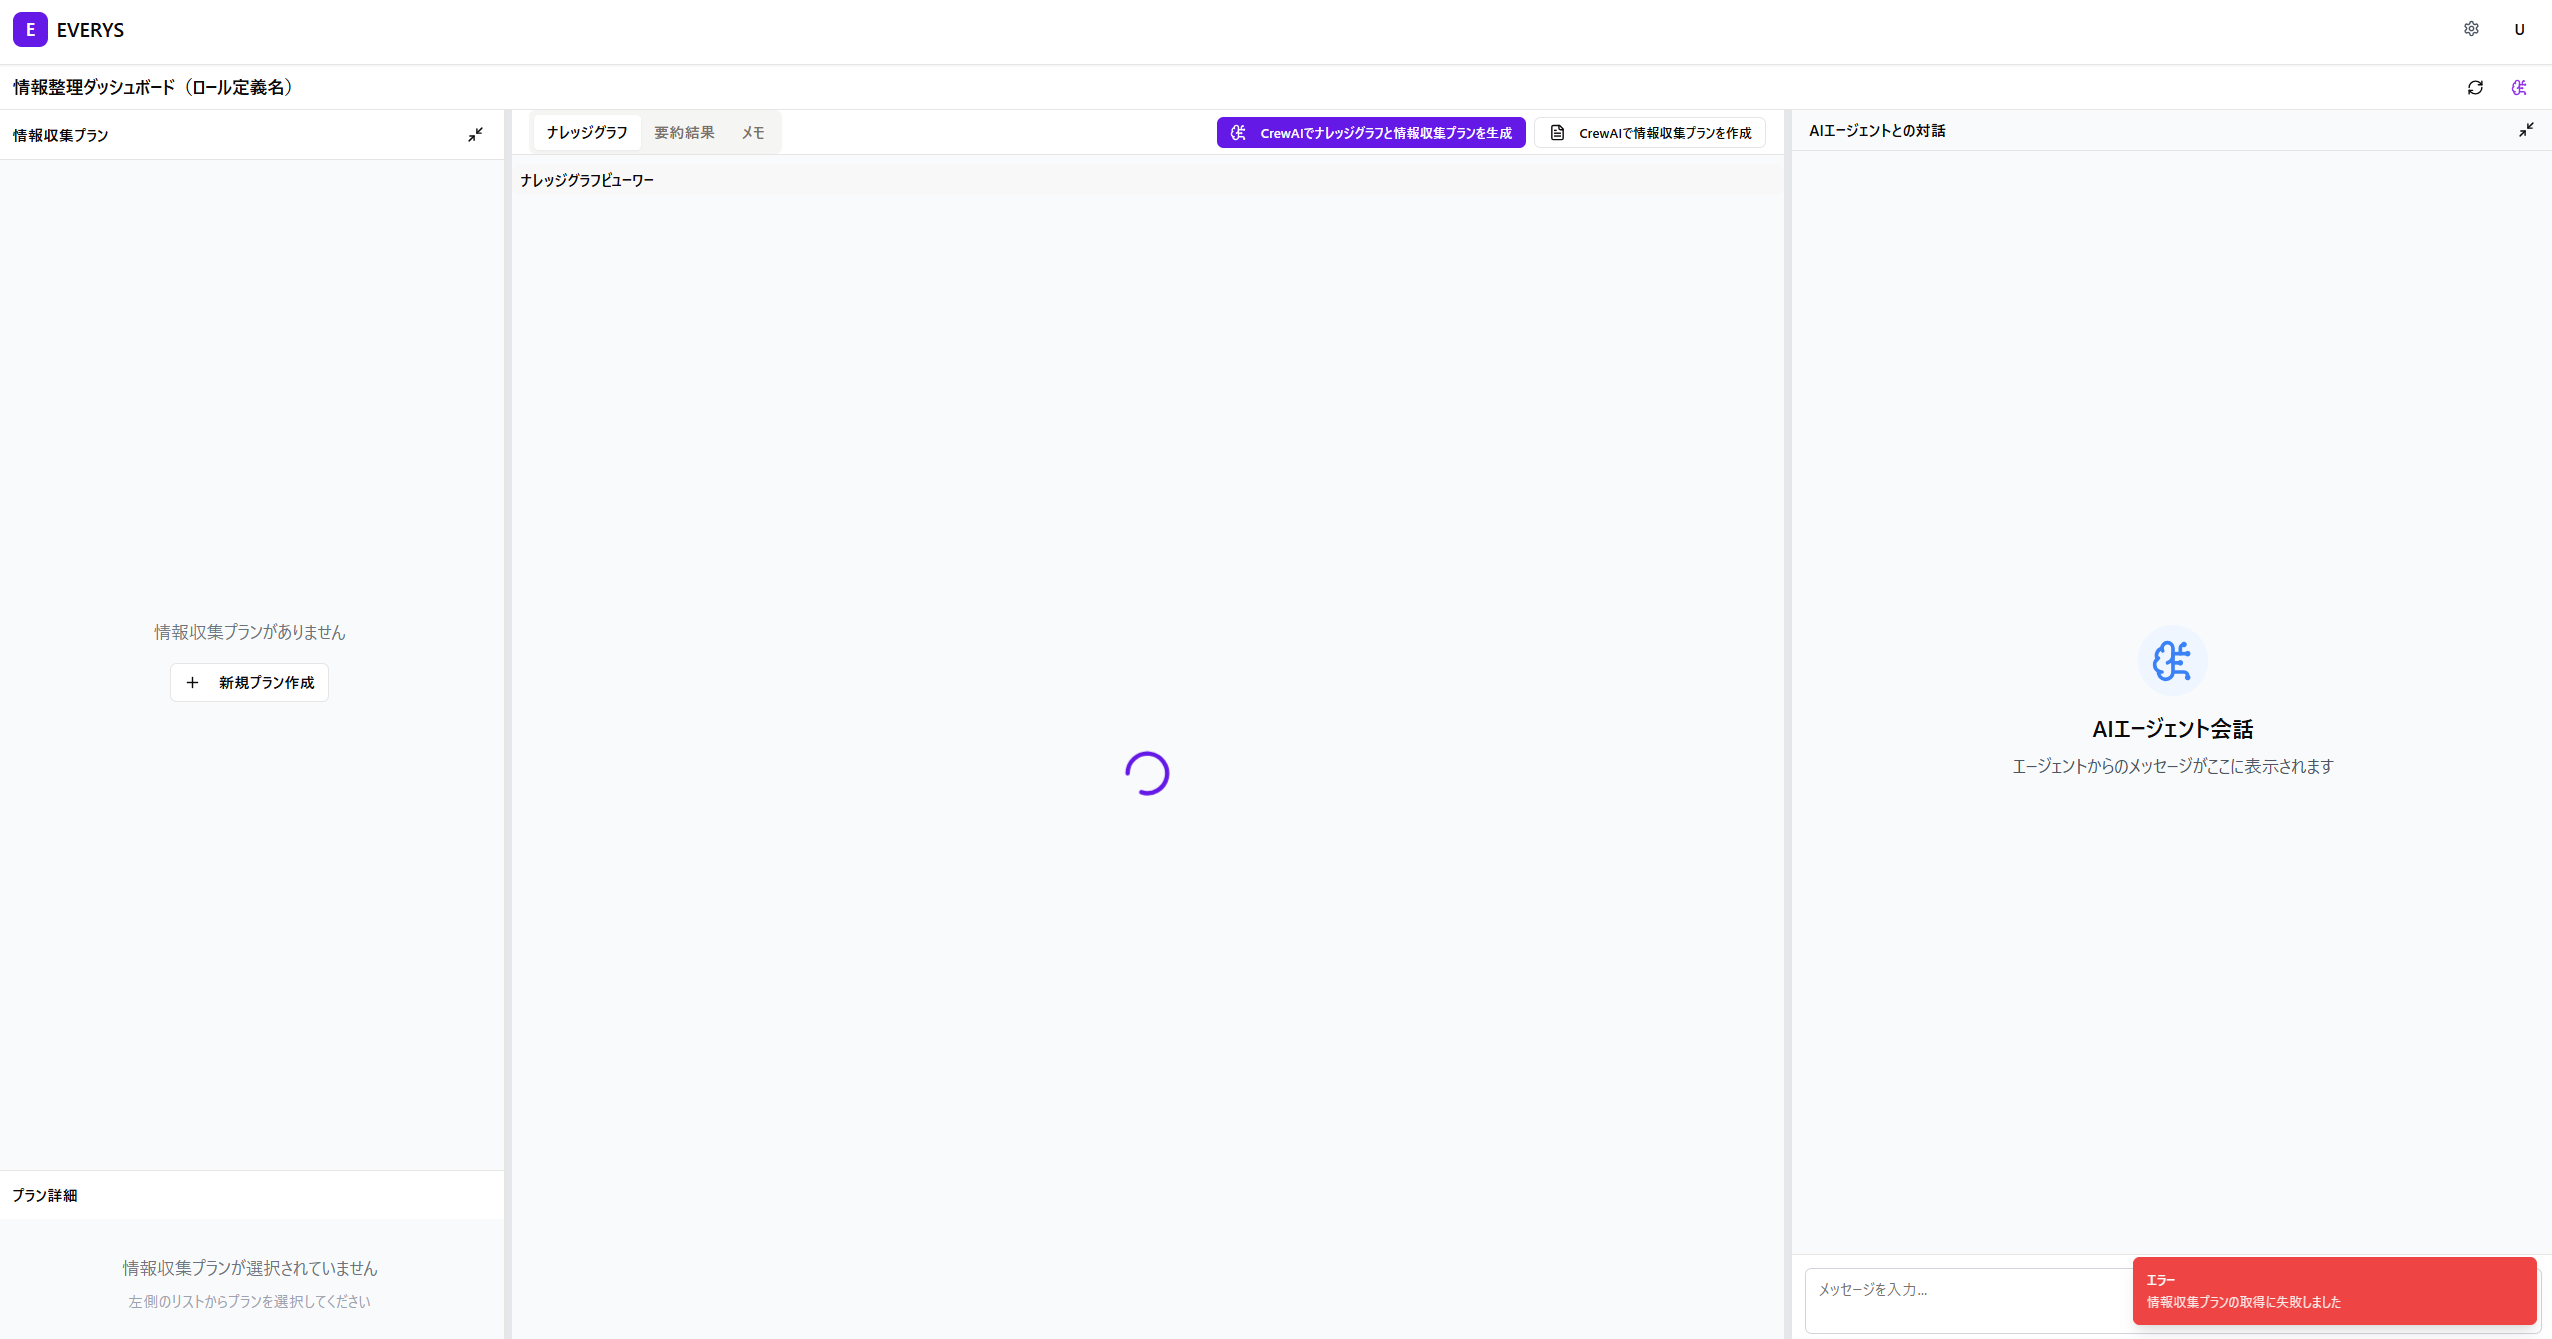 E EVERYS
U
情報整理ダッシュボード（ロール定義名）
情報収集プラン
ナレッジグラフ 要約結果 メモ
CrewAIでナレッジグラフと情報収集プランを生成
CrewAIで情報収集プランを作成
AIエージェントとの対話
ナレッジグラフビューワー
情報収集プランがありません
新規プラン作成
AIエージェント会話
エージェントからのメッセージがここに表示されます
プラン詳細
情報収集プランが選択されていません
左側のリストからプランを選択してください
メッセージを入力...
エラー
情報収集プランの取得に失敗しました